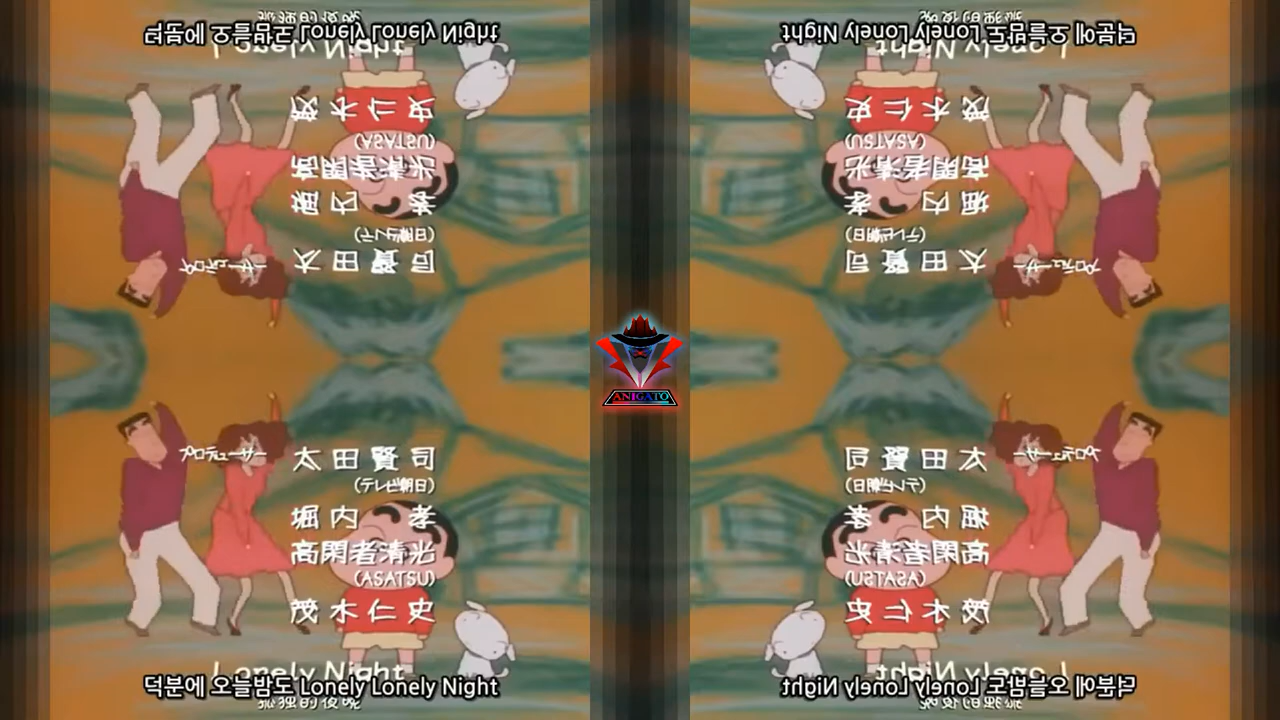 プロデューサー
太田賢司
(テレビ朝日)
堀内 孝
高関者清光
(ASATSU)
茂木仁史
Lonely Night
덕분에 오늘밤도 Lonely Lonely Night
ANIGATO